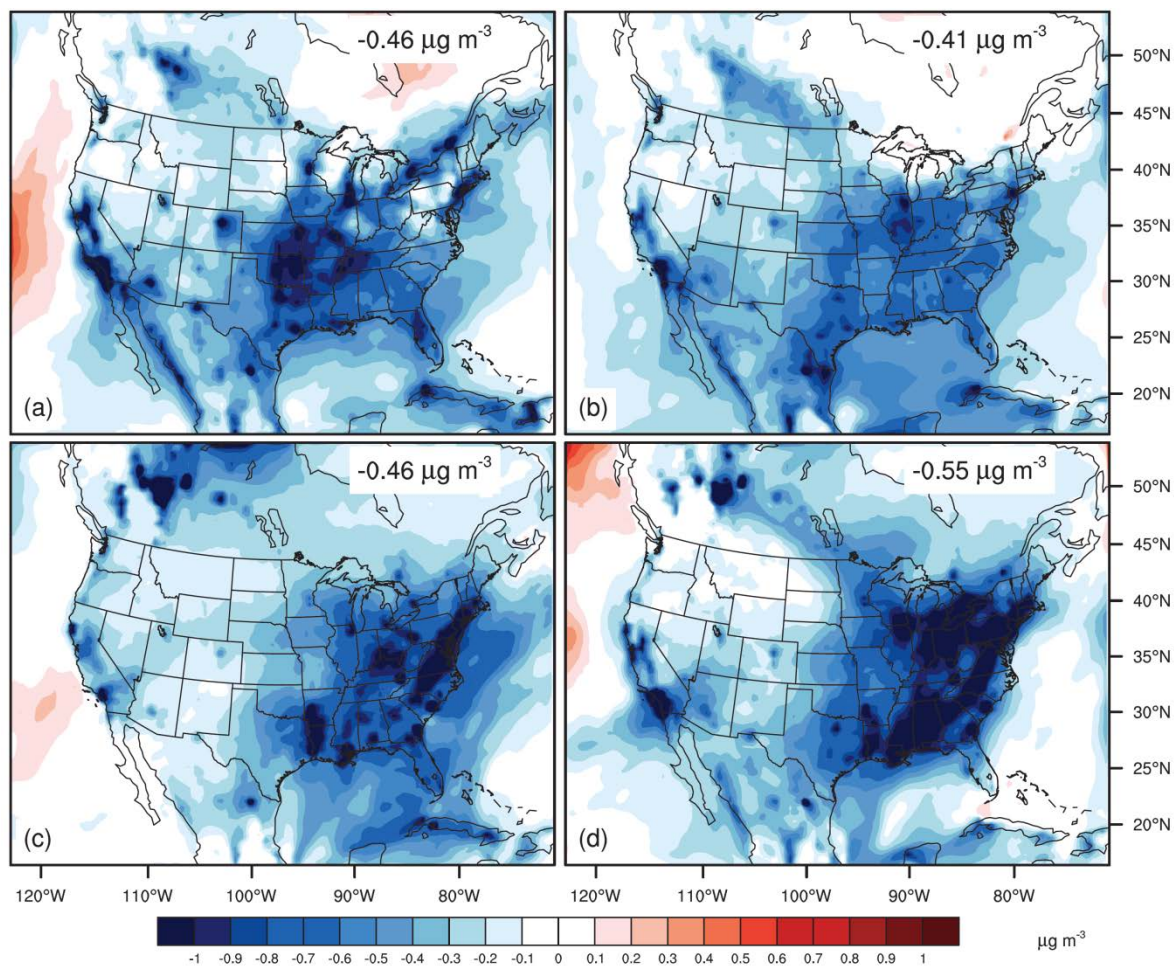 -0.46 µg m-3
-0.41 µg m-3
50°N
45°N
40°N
35°N
30°N
25°N
20°N
(a)
(b)
-0.46 µg m-3
-0.55 µg m-3
50°N
45°N
40°N
35°N
30°N
25°N
20°N
(c)
(d)
120°W 110°W 100°W 90°W 80°W 120°W 110°W 100°W 90°W 80°W
-1 -0.9 -0.8 -0.7 -0.6 -0.5 -0.4 -0.3 -0.2 -0.1 0 0.1 0.2 0.3 0.4 0.5 0.6 0.7 0.8 0.9 1
µg m-3